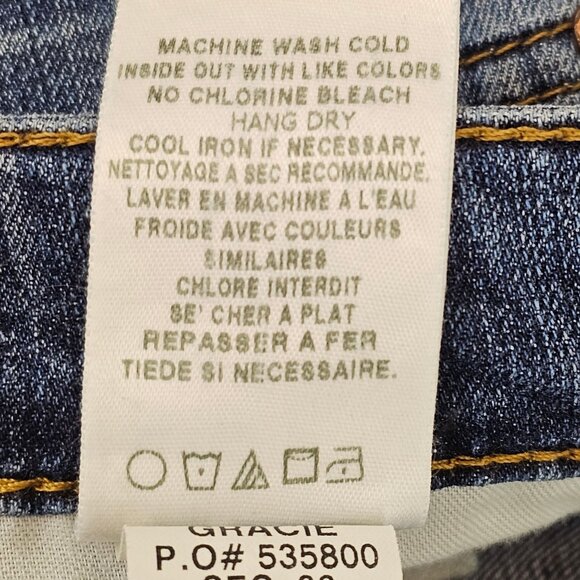 MACHINE WASH COLD
INSIDE OUT WITH LIKE COLORS
NO CHLORINE BLEACH
HANG DRY
COOL IRON IF NECESSARY.
NETTOYAGE A SEC RECOMMANDE.
LAVER EN MACHINE A L'EAU
FROIDE AVEC COULEURS
SIMILAIRES
CHLORE INTERDIT
SE' CHER A PLAT
REPASSER A FER
TIEDE SI NECESSAIRE.
GRACIE
P.O# 535800